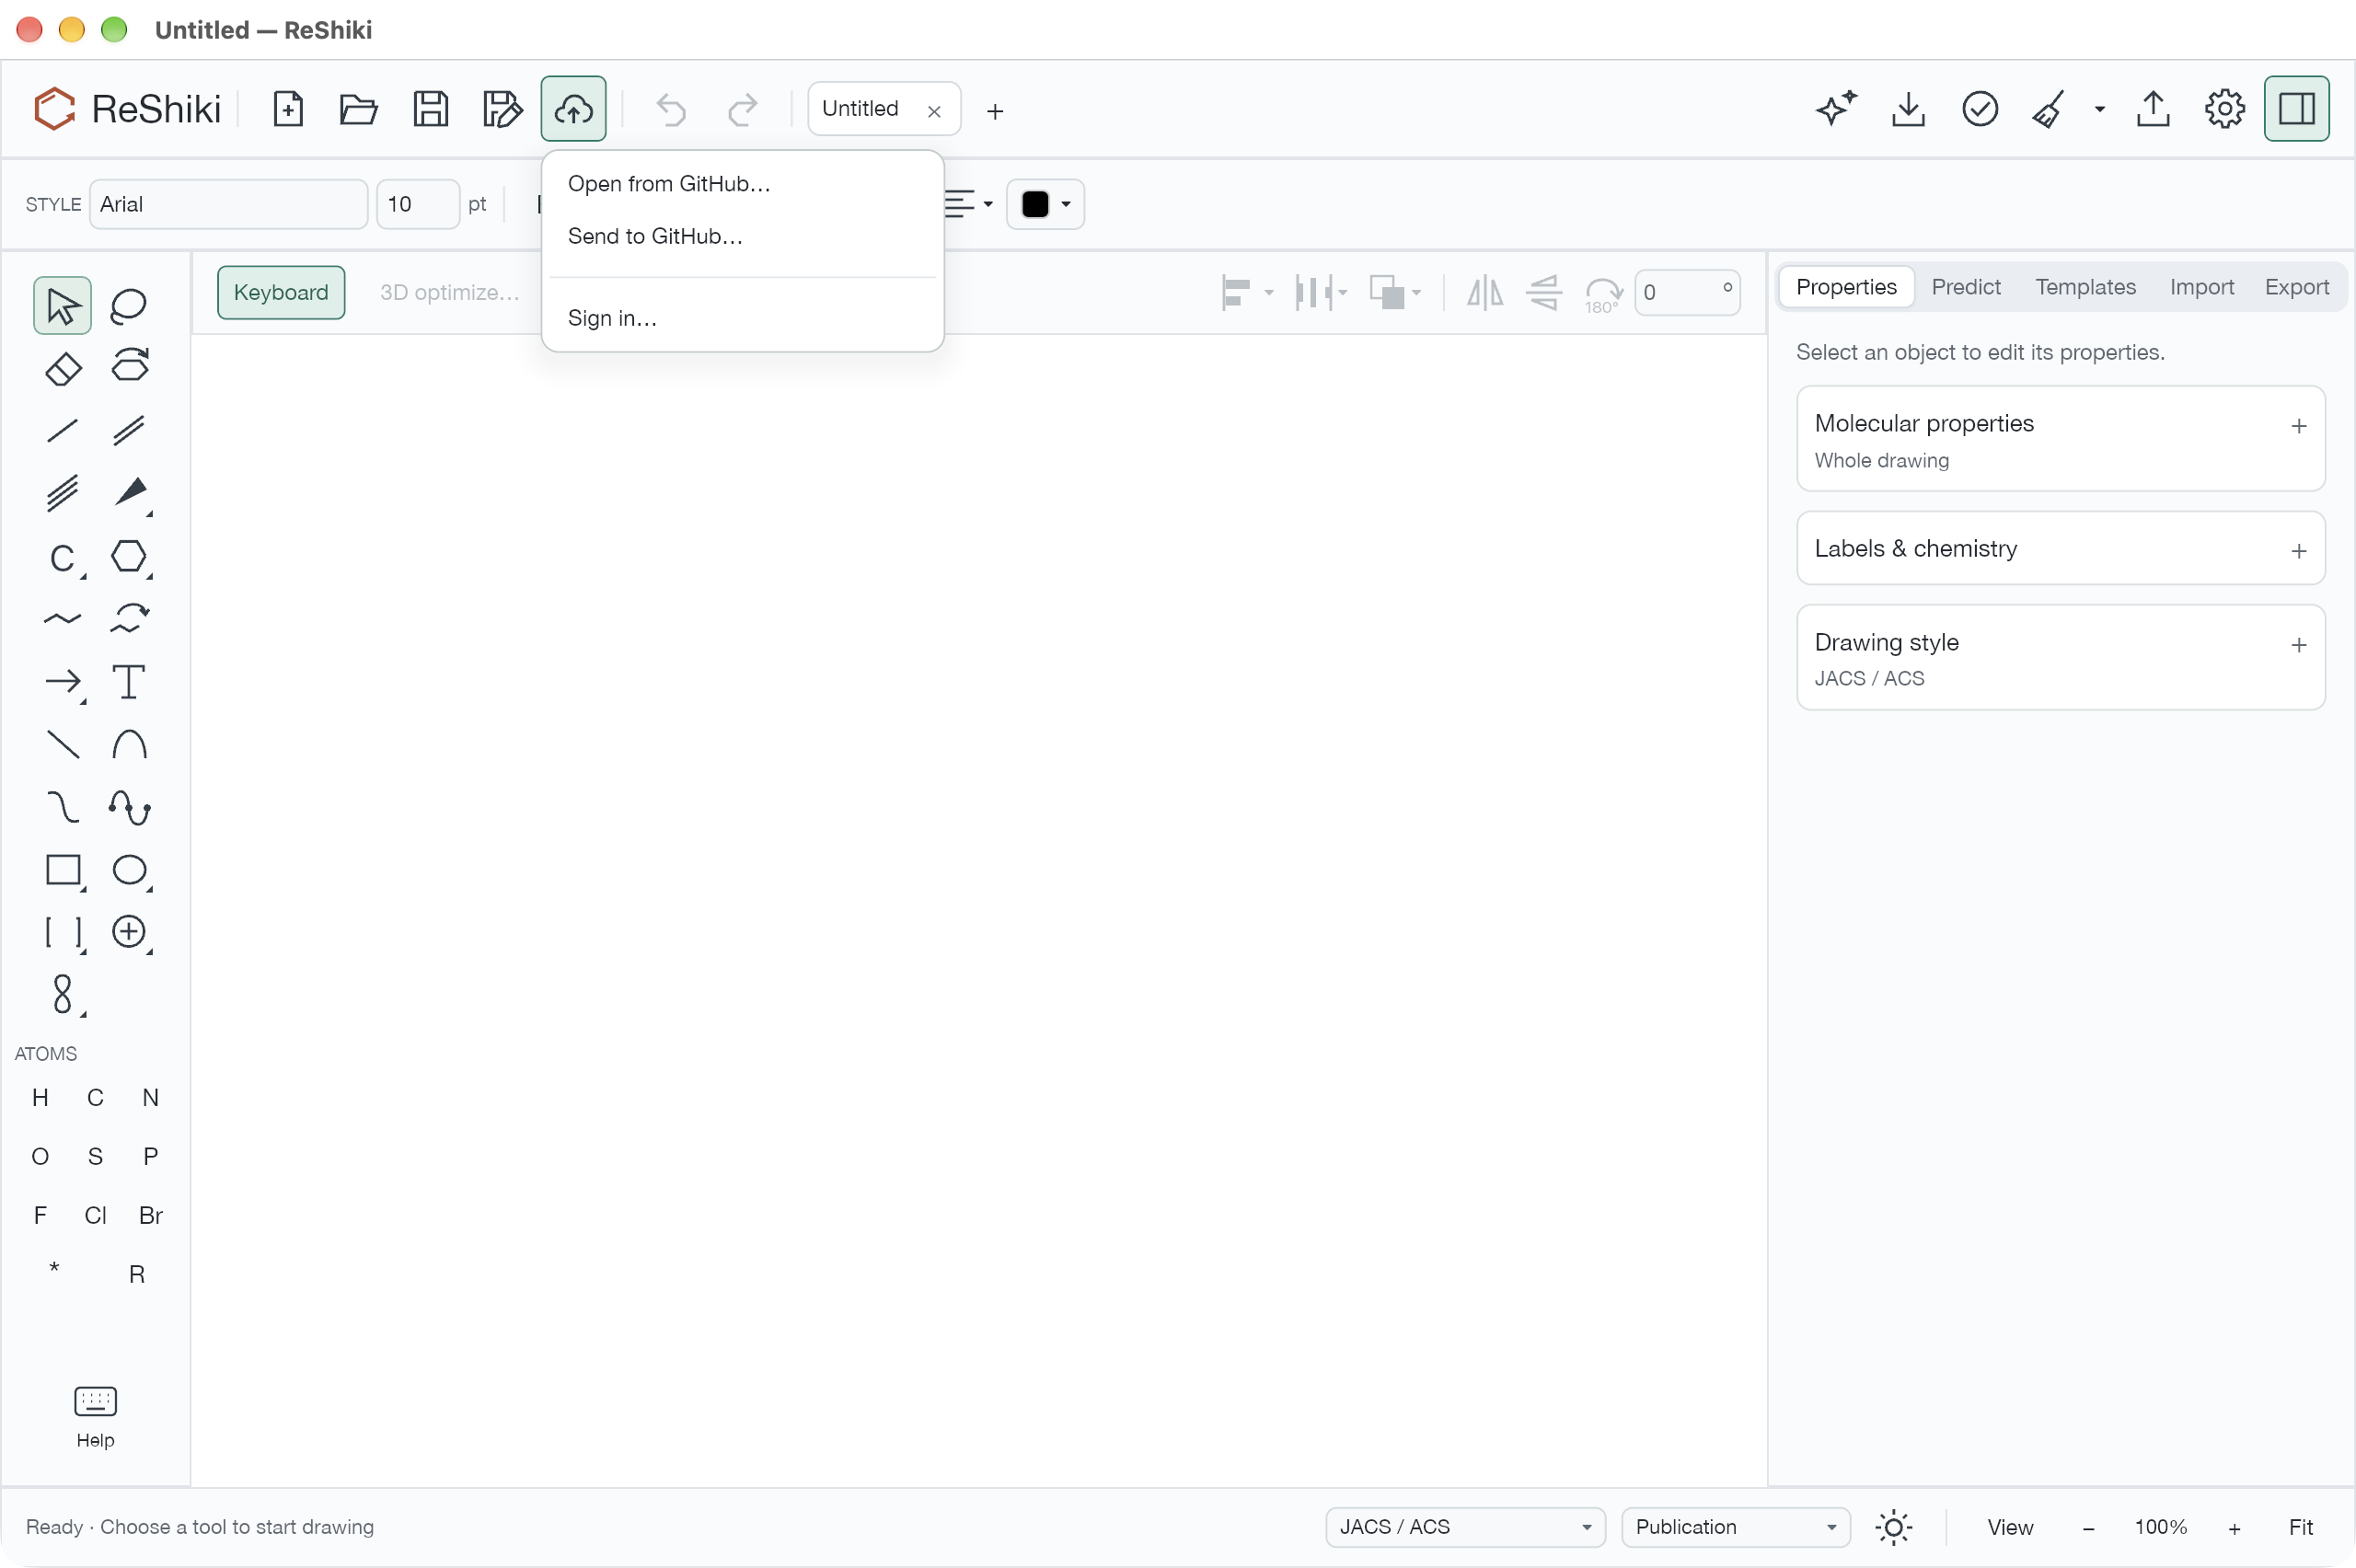 Untitled — ReShiki
ReShiki
Untitled × +
Open from GitHub...
Send to GitHub...
Sign in...
STYLE Arial 10 pt
Keyboard 3D optimize...
180° 0 °
Properties Predict Templates Import Export
Select an object to edit its properties.
Molecular properties +
Whole drawing
Labels & chemistry +
Drawing style +
JACS / ACS
C
T
[ ]
ATOMS
H C N
O S P
F Cl Br
* R
Help
Ready · Choose a tool to start drawing
JACS / ACS Publication View − 100% + Fit